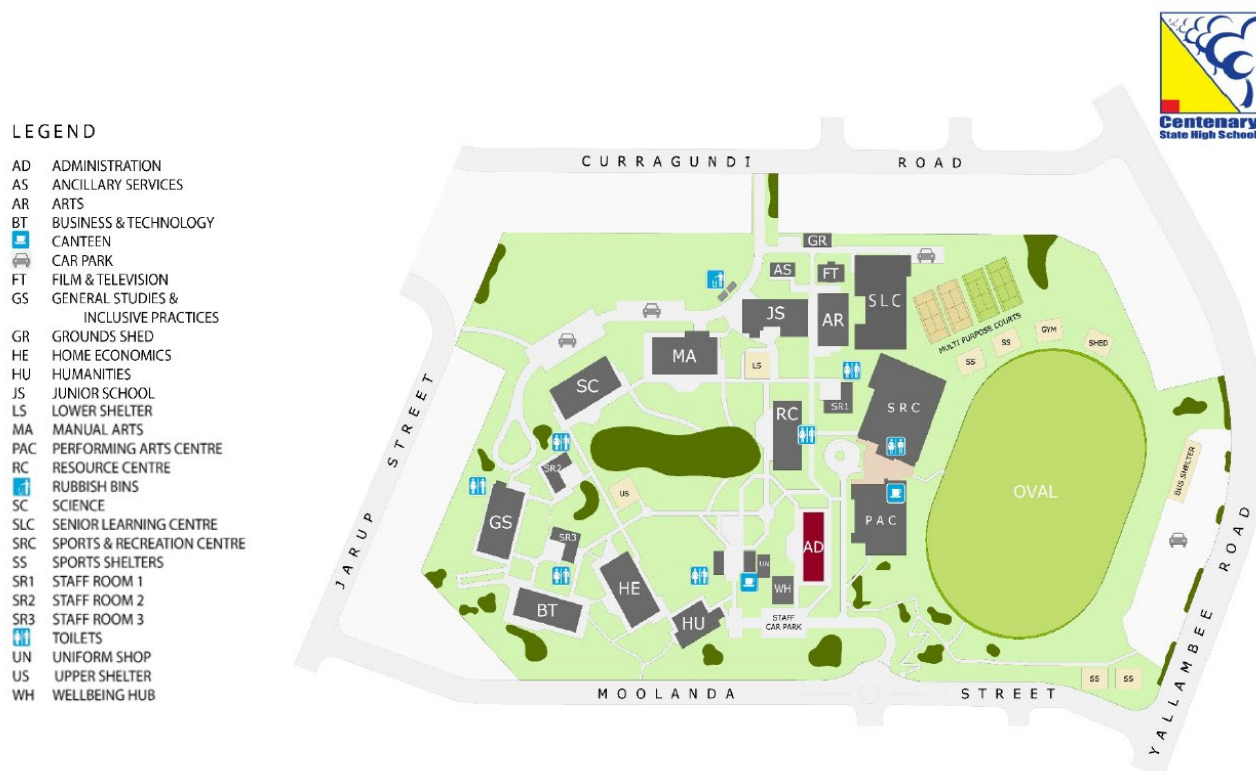 Centenary
State High School
LEGEND
AD ADMINISTRATION
AS ANCILLARY SERVICES
AR ARTS
BT BUSINESS & TECHNOLOGY
CANTEEN
CAR PARK
FT FILM & TELEVISION
GS GENERAL STUDIES &
INCLUSIVE PRACTICES
GR GROUNDS SHED
HE HOME ECONOMICS
HU HUMANITIES
JS JUNIOR SCHOOL
LS LOWER SHELTER
MA MANUAL ARTS
PAC PERFORMING ARTS CENTRE
RC RESOURCE CENTRE
RUBBISH BINS
SC SCIENCE
SLC SENIOR LEARNING CENTRE
SRC SPORTS & RECREATION CENTRE
SS SPORTS SHELTERS
SR1 STAFF ROOM 1
SR2 STAFF ROOM 2
SR3 STAFF ROOM 3
TOILETS
UN UNIFORM SHOP
US UPPER SHELTER
WH WELLBEING HUB
CURRAGUNDI ROAD
GR
AS
FT
SLC
JS
AR
MULTI PURPOSE COURTS
SS
SS
GYM
SHED
MA
LS
SC
SR1
SRC
RC
JARUP STREET
SR2
US
GS
SR3
OVAL
BUS SHELTER
PAC
AD
UN
WH
HE
BT
HU
STAFF
CAR PARK
SS
SS
MOOLANDA STREET
YALLAMBEE ROAD